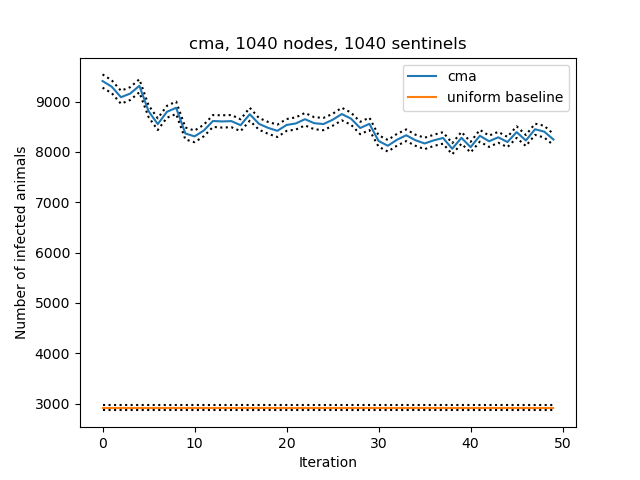 cma, 1040 nodes, 1040 sentinels
cma
uniform baseline
Number of infected animals
9000
8000
7000
6000
5000
4000
3000
0 10 20 30 40 50
Iteration